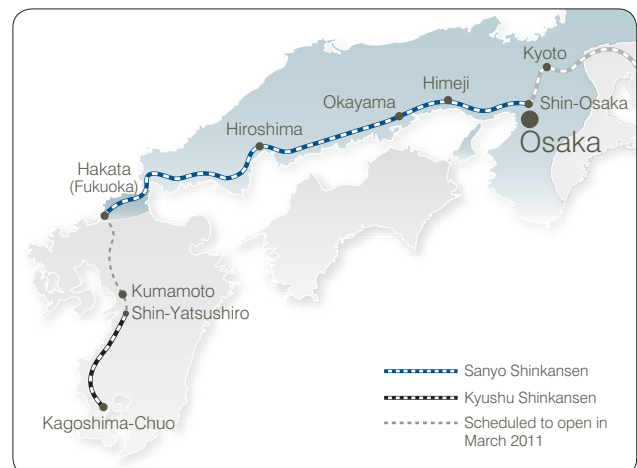 Kyoto
Himeji
Shin-Osaka
Okayama
Osaka
Hiroshima
Hakata
(Fukuoka)
Kumamoto
Shin-Yatsushiro
Kagoshima-Chuo
Sanyo Shinkansen
Kyushu Shinkansen
Scheduled to open in
March 2011